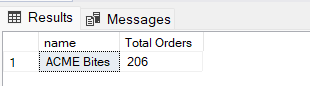 Results Messages
name Total Orders
1 ACME Bites 206